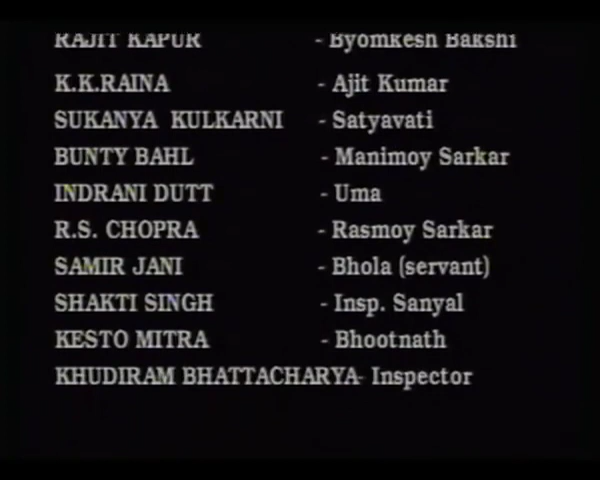 RAJIT KAPUR - Byomkesh Bakshi
K.K.RAINA - Ajit Kumar
SUKANYA KULKARNI - Satyavati
BUNTY BAHL - Manimoy Sarkar
INDRANI DUTT - Uma
R.S. CHOPRA - Rasmoy Sarkar
SAMIR JANI - Bhola (servant)
SHAKTI SINGH - Insp. Sanyal
KESTO MITRA - Bhootnath
KHUDIRAM BHATTACHARYA- Inspector